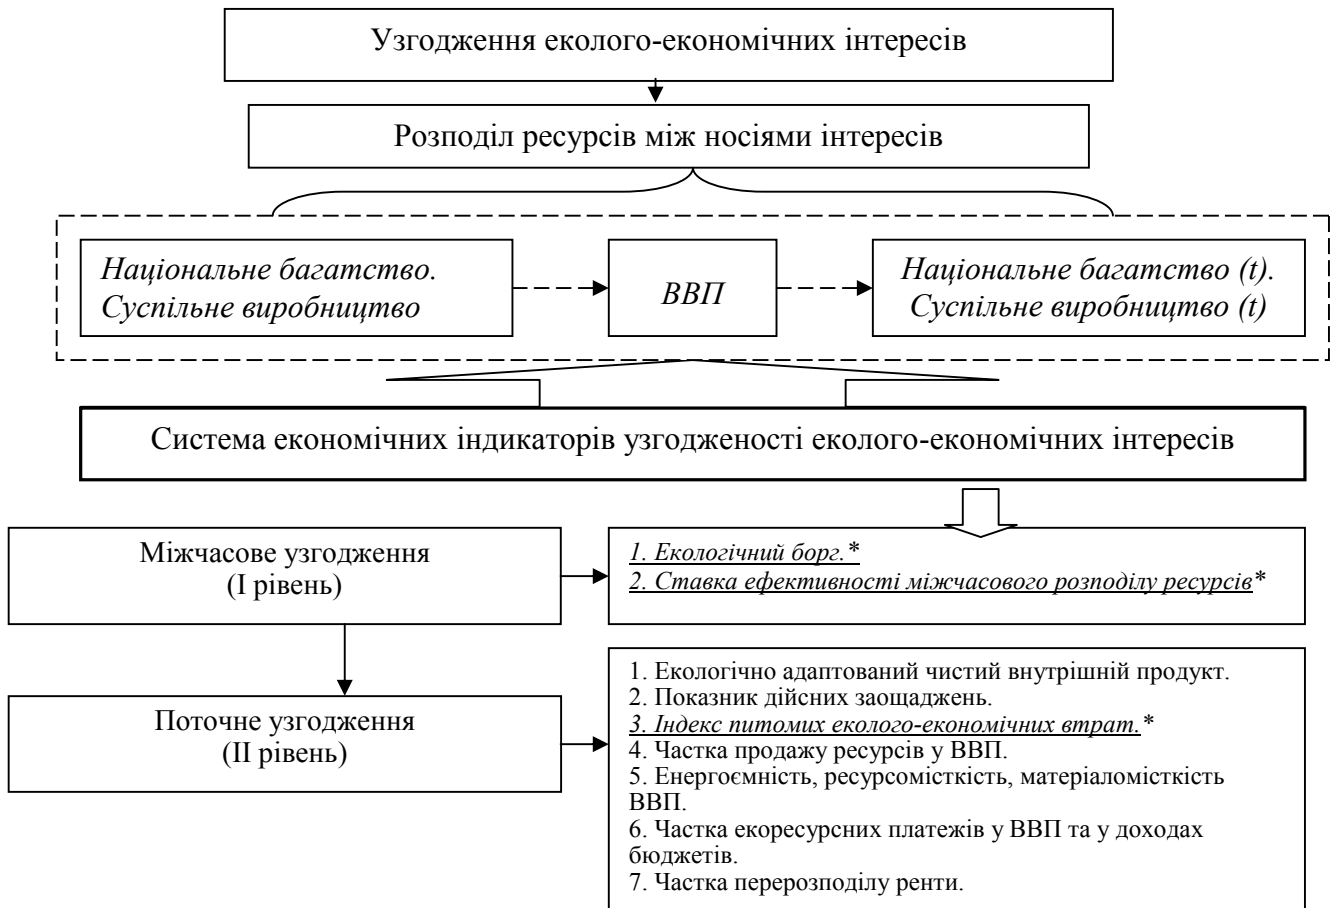 Узгодження еколого-економічних інтересів
Розподіл ресурсів між носіями інтересів
Національне багатство.
Суспільне виробництво
ВВП
Національне багатство (t).
Суспільне виробництво (t)
Система економічних індикаторів узгодженості еколого-економічних інтересів
Міжчасове узгодження
(І рівень)
1. Екологічний борг.*
2. Ставка ефективності міжчасового розподілу ресурсів*
Поточне узгодження
(ІІ рівень)
1. Екологічно адаптований чистий внутрішній продукт.
2. Показник дійсних заощаджень.
3. Індекс питомих еколого-економічних втрат.*
4. Частка продажу ресурсів у ВВП.
5. Енергоємність, ресурсомісткість, матеріаломісткість
ВВП.
6. Частка екоресурсних платежів у ВВП та у доходах
бюджетів.
7. Частка перерозподілу ренти.